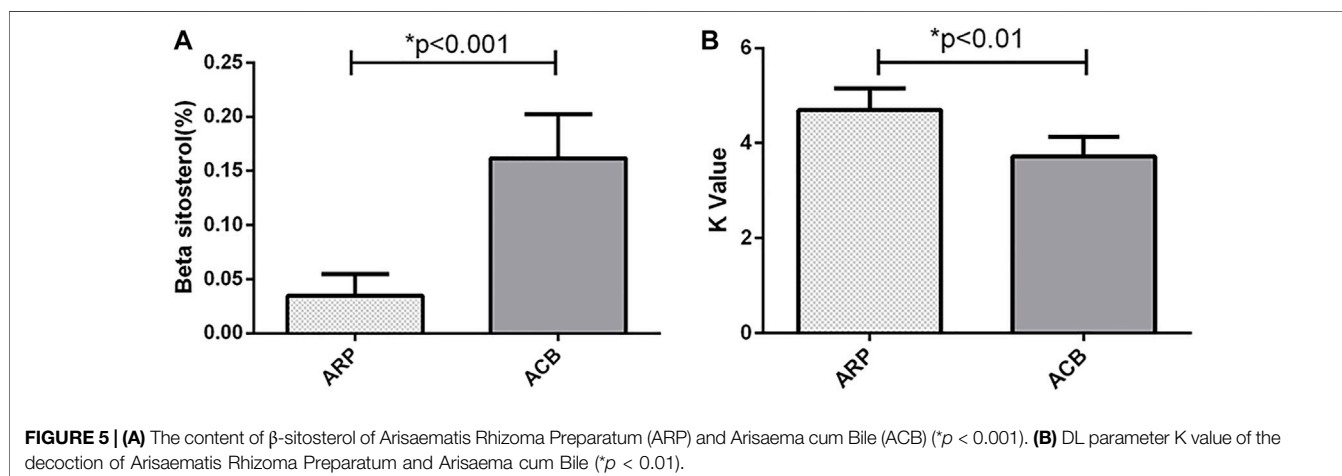 A
*p<0.001
0.25
0.20
0.15
0.10
0.05
0.00
Beta sitosterol(%)
ARP
ACB
B
*p<0.01
6
4
2
0
K Value
ARP
ACB
FIGURE 5 | (A) The content of β-sitosterol of Arisaematis Rhizoma Preparatum (ARP) and Arisaema cum Bile (ACB) (*p < 0.001). (B) DL parameter K value of the
decoction of Arisaematis Rhizoma Preparatum and Arisaema cum Bile (*p < 0.01).